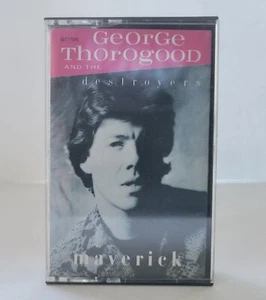 GeorGe
ThoroGooD
AND THE
destroyers
maverick